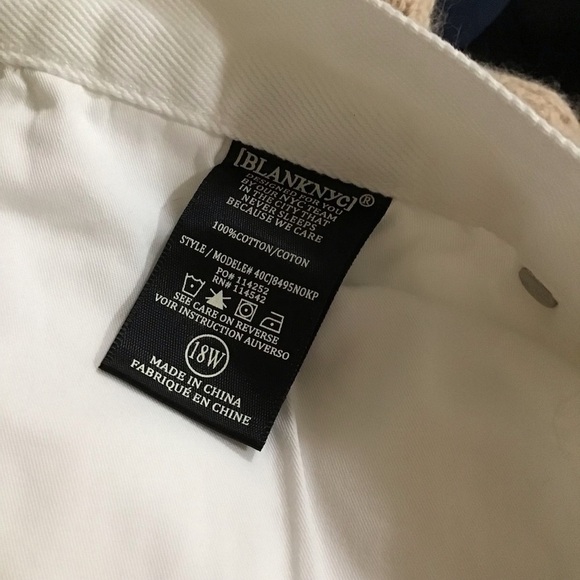 [BLANKNYC]®
DESIGNED FOR YOU
BY OUR NYC TEAM
IN THE CITY THAT
NEVER SLEEPS
BECAUSE WE CARE
100%COTTON/COTON
STYLE / MODELE# 40CJ8495NOKP
PO# 114252
RN# 114542
SEE CARE ON REVERSE
VOIR INSTRUCTION AUVERSO
18W
MADE IN CHINA
FABRIQUÉ EN CHINE